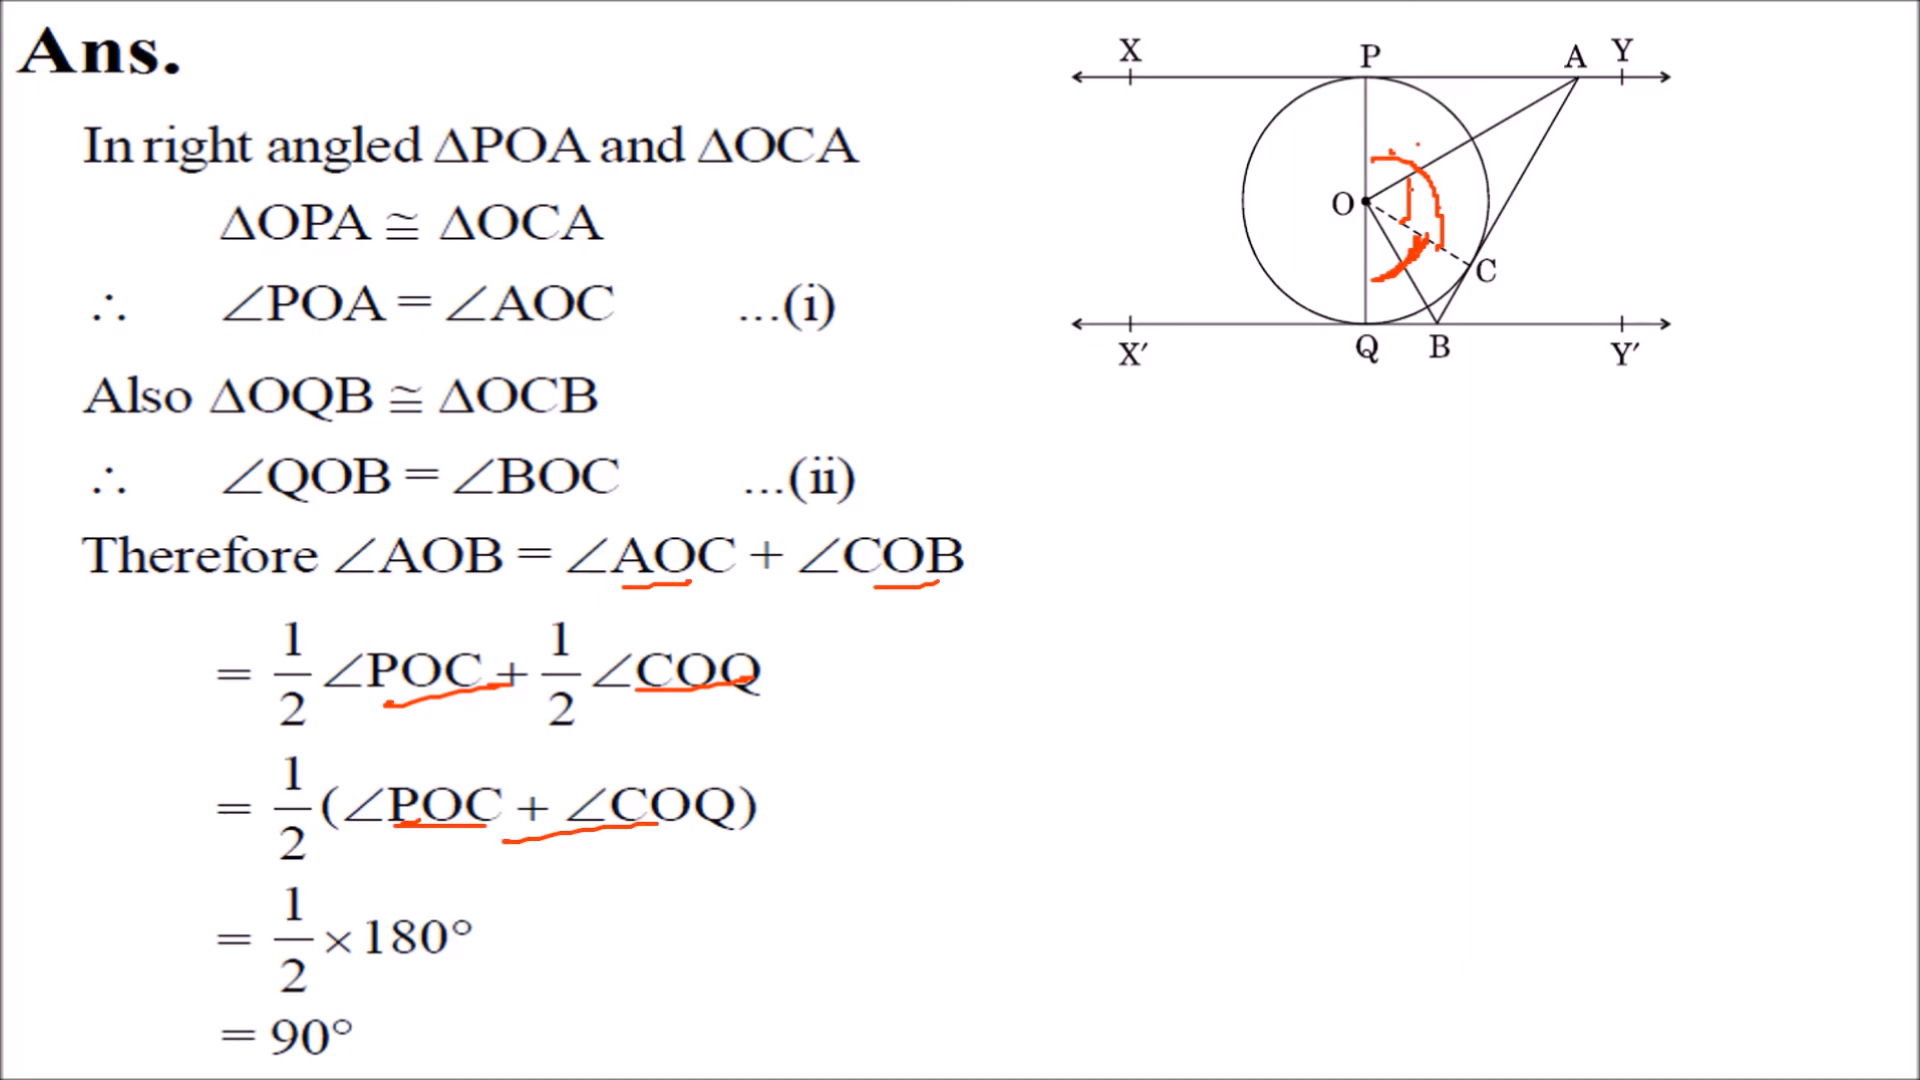 Ans.
In right angled ΔPOA and ΔOCA
ΔOPA ≅ ΔOCA
∴ ∠POA = ∠AOC ...(i)
Also ΔOQB ≅ ΔOCB
∴ ∠QOB = ∠BOC ...(ii)
Therefore ∠AOB = ∠AOC + ∠COB
= 1/2 ∠POC + 1/2 ∠COQ
= 1/2 (∠POC + ∠COQ)
= 1/2 × 180°
= 90°
X P A Y
O
C
X′ Q B Y′